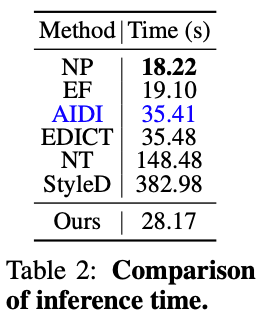 Method Time (s)
NP 18.22
EF 19.10
AIDI 35.41
EDICT 35.48
NT 148.48
StyleD 382.98
Ours 28.17
Table 2: Comparison
of inference time.